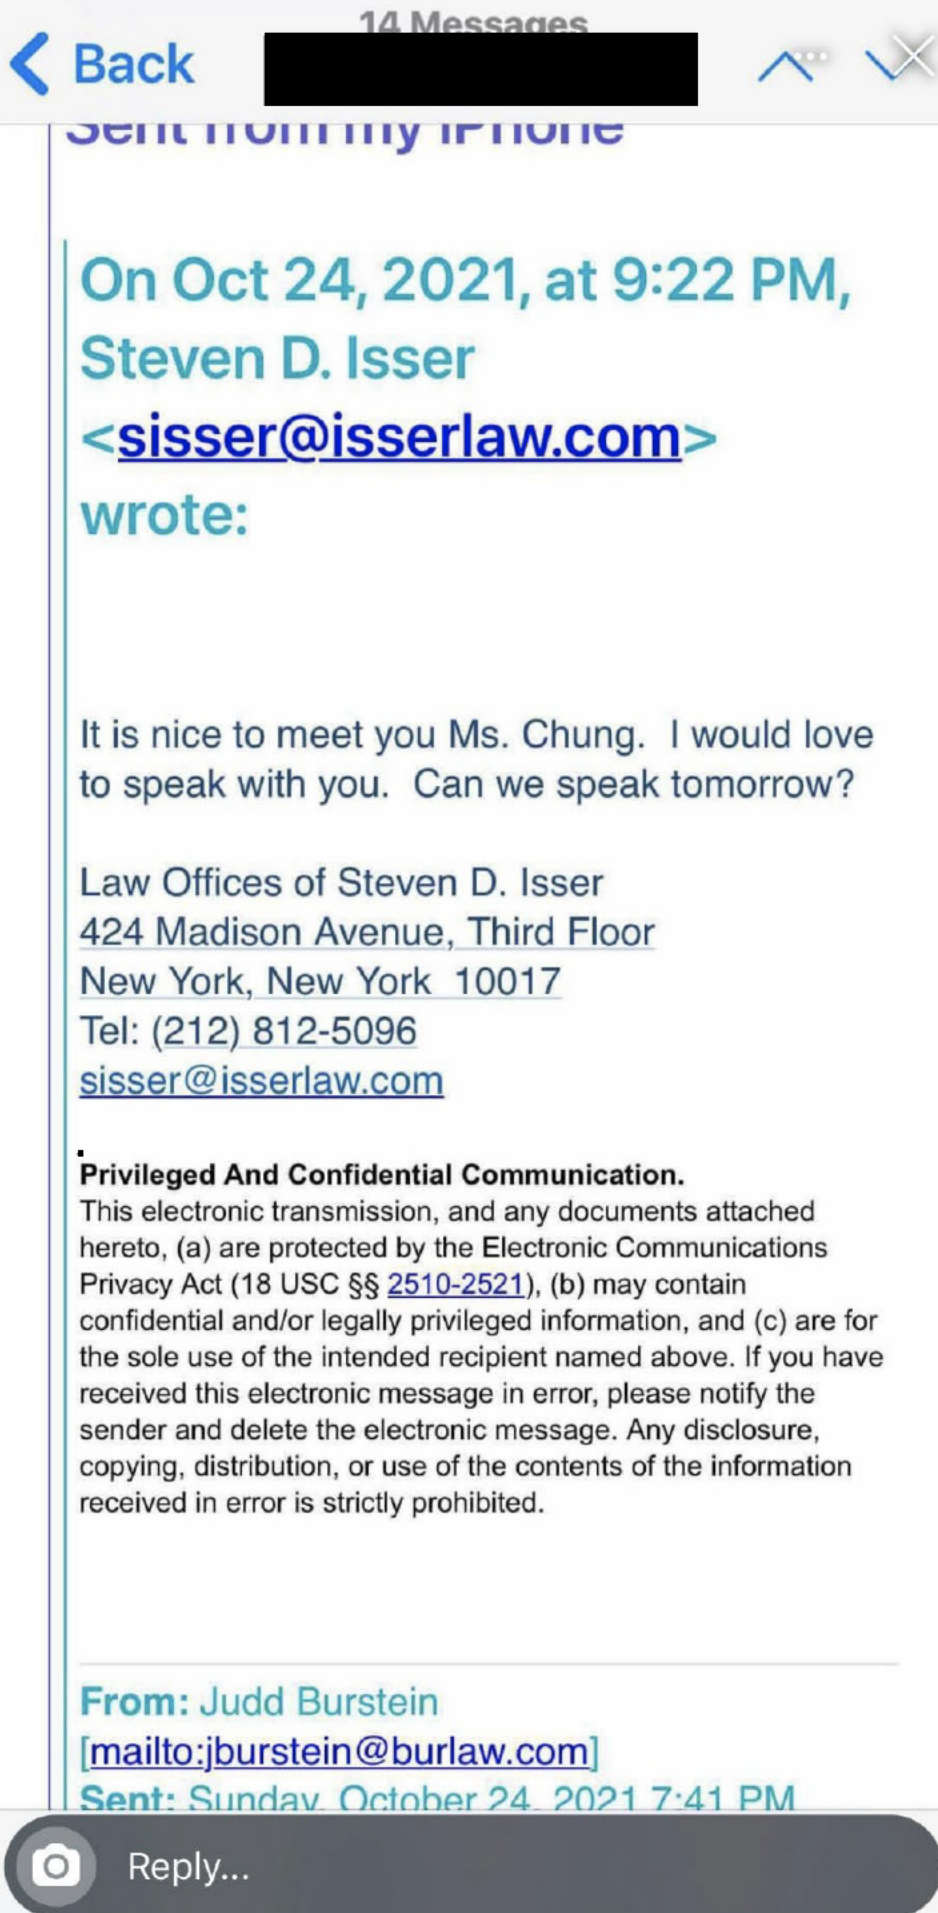 14 Messages
Back
Sent from my iPhone
On Oct 24, 2021, at 9:22 PM,
Steven D. Isser
<sisser@isserlaw.com>
wrote:
It is nice to meet you Ms. Chung.  I would love
to speak with you.  Can we speak tomorrow?
Law Offices of Steven D. Isser
424 Madison Avenue, Third Floor
New York, New York  10017
Tel: (212) 812-5096
sisser@isserlaw.com
Privileged And Confidential Communication.
This electronic transmission, and any documents attached
hereto, (a) are protected by the Electronic Communications
Privacy Act (18 USC §§ 2510-2521), (b) may contain
confidential and/or legally privileged information, and (c) are for
the sole use of the intended recipient named above. If you have
received this electronic message in error, please notify the
sender and delete the electronic message. Any disclosure,
copying, distribution, or use of the contents of the information
received in error is strictly prohibited.
From: Judd Burstein
[mailto:jburstein@burlaw.com]
Sent: Sunday, October 24, 2021 7:41 PM
Reply...